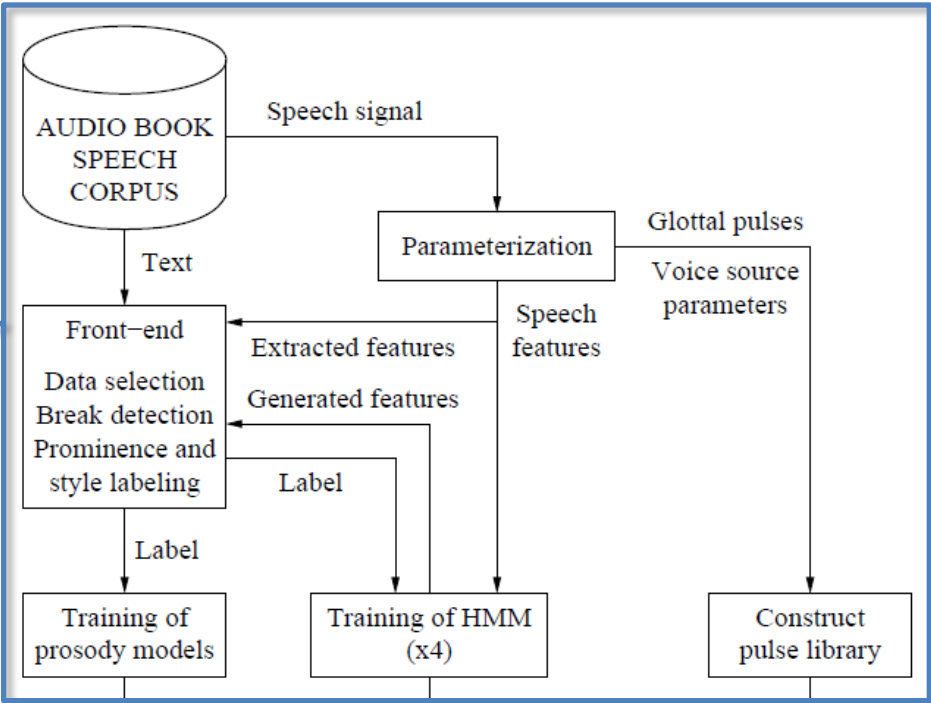 AUDIO BOOK
SPEECH
CORPUS
Speech signal
Text
Parameterization
Glottal pulses
Voice source
parameters
Front−end
Data selection
Break detection
Prominence and
style labeling
Extracted features
Speech
features
Generated features
Label
Label
Training of
prosody models
Training of HMM
(x4)
Construct
pulse library